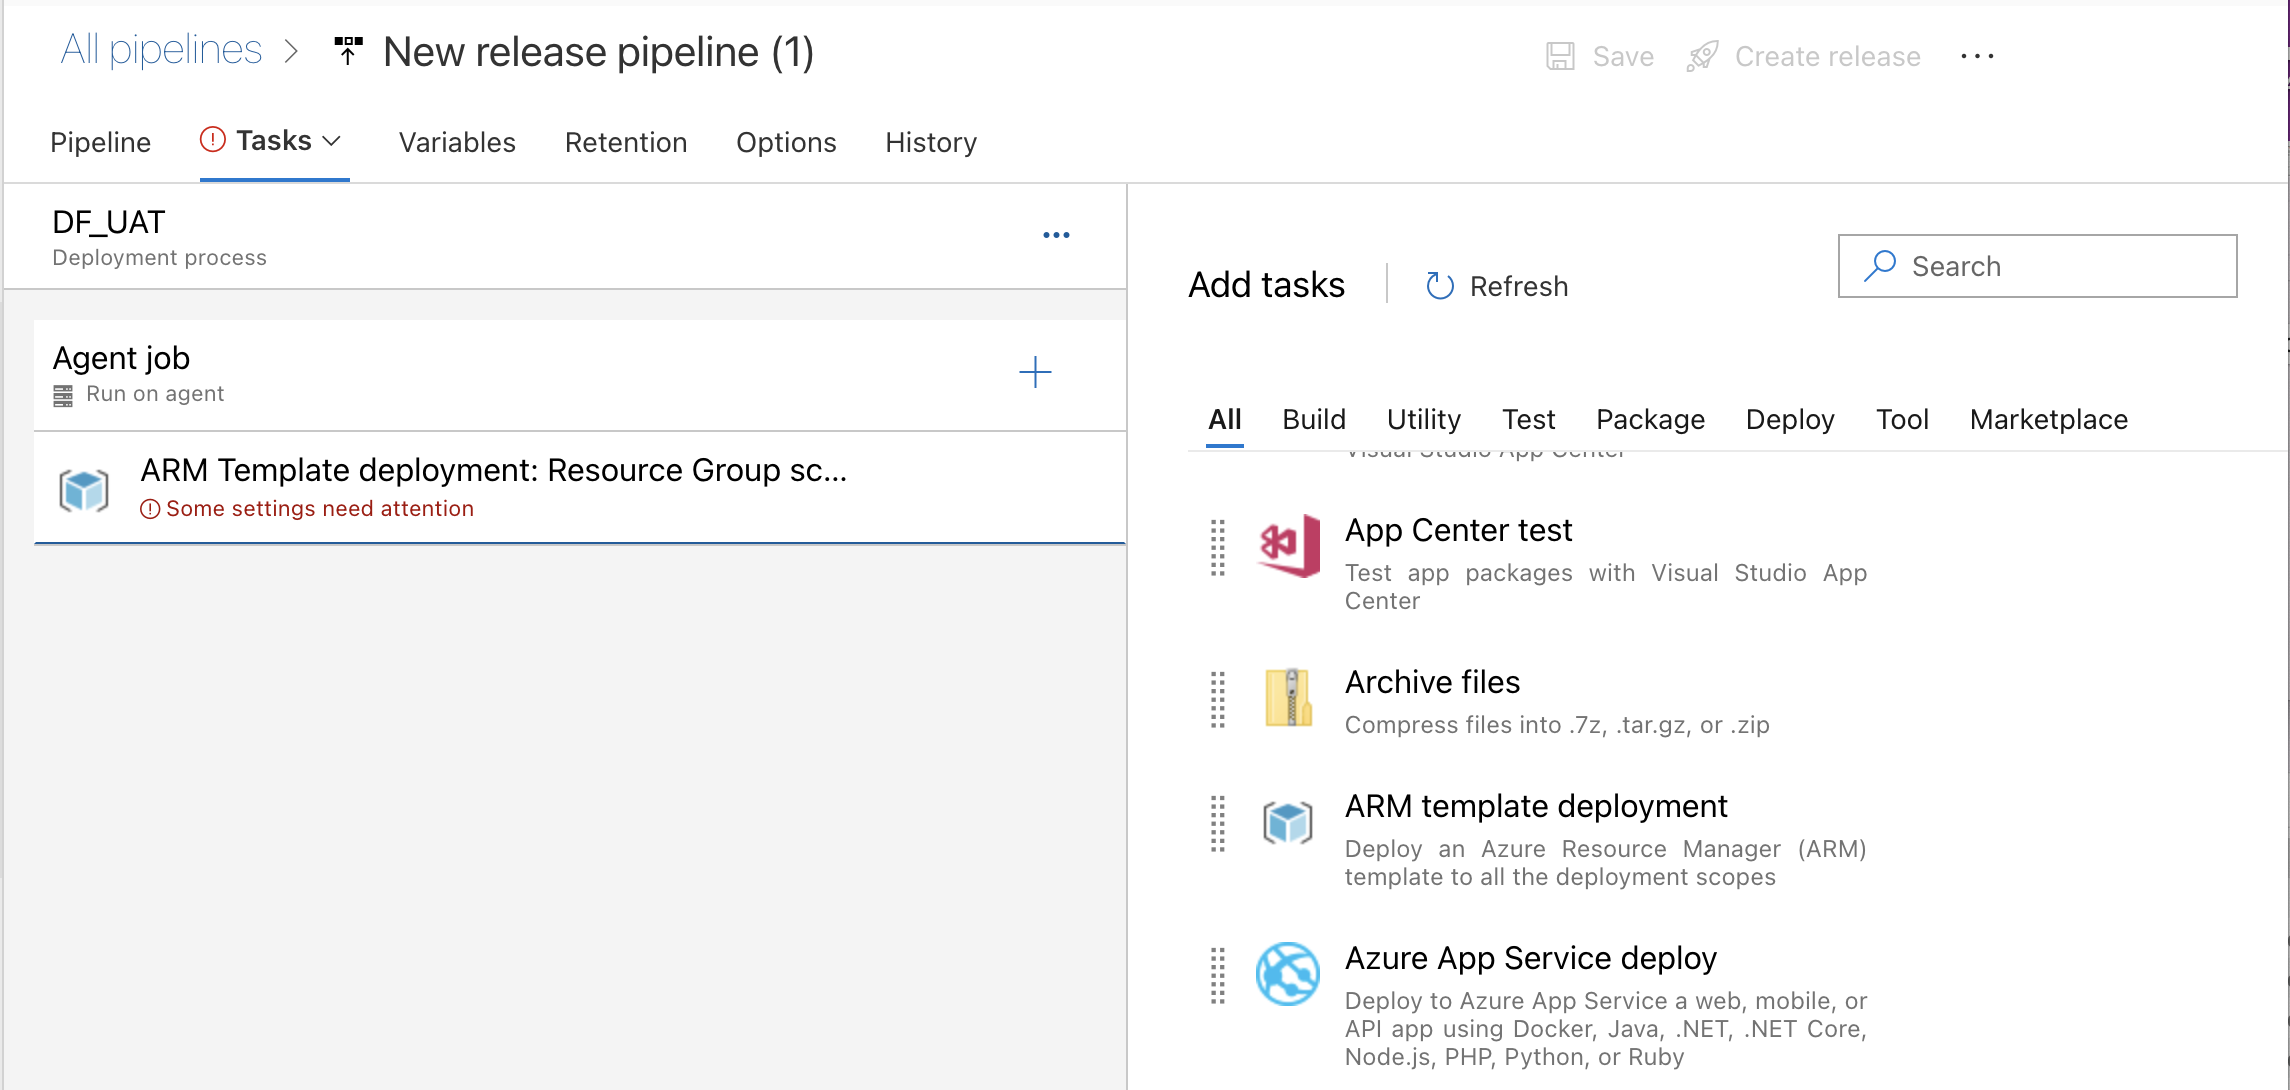 All pipelines
New release pipeline (1)
Save
Create release
Pipeline
Tasks
Variables
Retention
Options
History
DF_UAT
Deployment process
Agent job
Run on agent
ARM Template deployment: Resource Group sc...
Some settings need attention
Add tasks
Refresh
Search
All
Build
Utility
Test
Package
Deploy
Tool
Marketplace
Visual Studio App Center
App Center test
Test app packages with Visual Studio App
Center
Archive files
Compress files into .7z, .tar.gz, or .zip
ARM template deployment
Deploy an Azure Resource Manager (ARM)
template to all the deployment scopes
Azure App Service deploy
Deploy to Azure App Service a web, mobile, or
API app using Docker, Java, .NET, .NET Core,
Node.js, PHP, Python, or Ruby